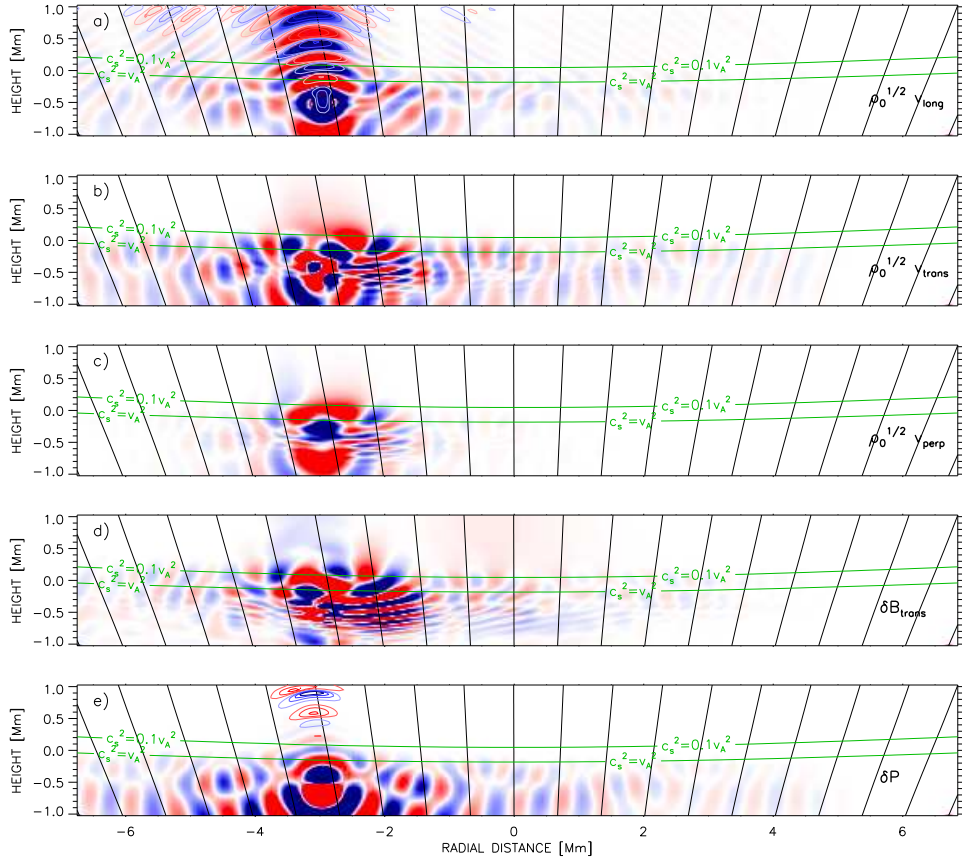 a)
HEIGHT [Mm]
1.0
0.5
0.0
-0.5
-1.0
c_s^2=0.1v_A^2
c_s^2=v_A^2
c_s^2=0.1v_A^2
c_s^2=v_A^2
ρ_0^1/2 v_long
b)
HEIGHT [Mm]
1.0
0.5
0.0
-0.5
-1.0
c_s^2=0.1v_A^2
c_s^2=v_A^2
c_s^2=0.1v_A^2
c_s^2=v_A^2
ρ_0^1/2 v_trans
c)
HEIGHT [Mm]
1.0
0.5
0.0
-0.5
-1.0
c_s^2=0.1v_A^2
c_s^2=v_A^2
c_s^2=0.1v_A^2
c_s^2=v_A^2
ρ_0^1/2 v_perp
d)
HEIGHT [Mm]
1.0
0.5
0.0
-0.5
-1.0
c_s^2=0.1v_A^2
c_s^2=v_A^2
c_s^2=0.1v_A^2
c_s^2=v_A^2
δB_trans
e)
HEIGHT [Mm]
1.0
0.5
0.0
-0.5
-1.0
c_s^2=0.1v_A^2
c_s^2=v_A^2
c_s^2=0.1v_A^2
c_s^2=v_A^2
δP
-6 -4 -2 0 2 4 6
RADIAL DISTANCE [Mm]